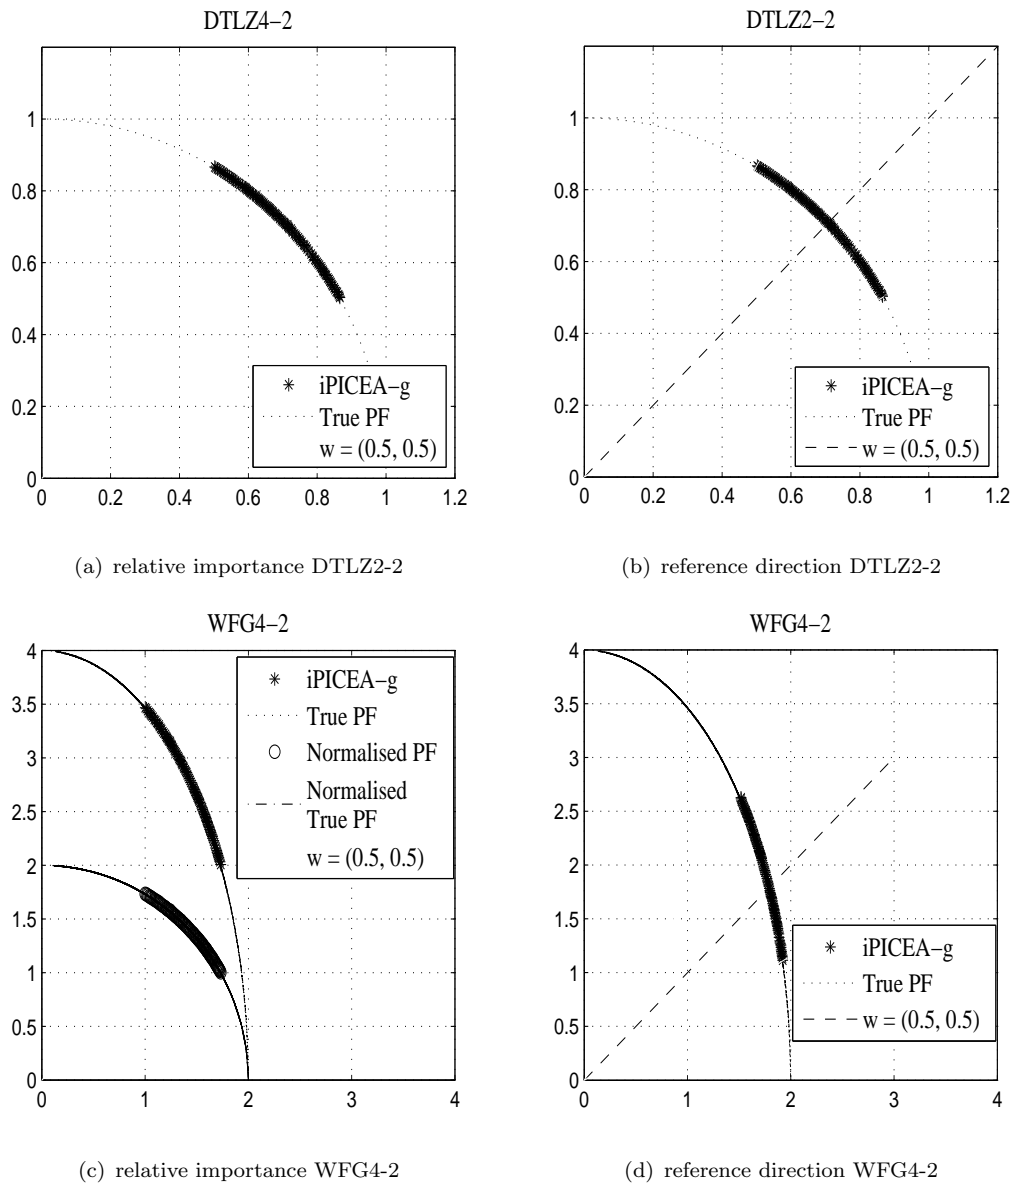 DTLZ4−2
1
0.8
0.6
0.4
0.2
0
0 0.2 0.4 0.6 0.8 1 1.2
iPICEA−g
True PF
w = (0.5, 0.5)
(a) relative importance DTLZ2-2
DTLZ2−2
1
0.8
0.6
0.4
0.2
0
0 0.2 0.4 0.6 0.8 1 1.2
iPICEA−g
True PF
w = (0.5, 0.5)
(b) reference direction DTLZ2-2
WFG4−2
4
3.5
3
2.5
2
1.5
1
0.5
0
0 1 2 3 4
iPICEA−g
True PF
Normalised PF
Normalised
True PF
w = (0.5, 0.5)
(c) relative importance WFG4-2
WFG4−2
4
3.5
3
2.5
2
1.5
1
0.5
0
0 1 2 3 4
iPICEA−g
True PF
w = (0.5, 0.5)
(d) reference direction WFG4-2